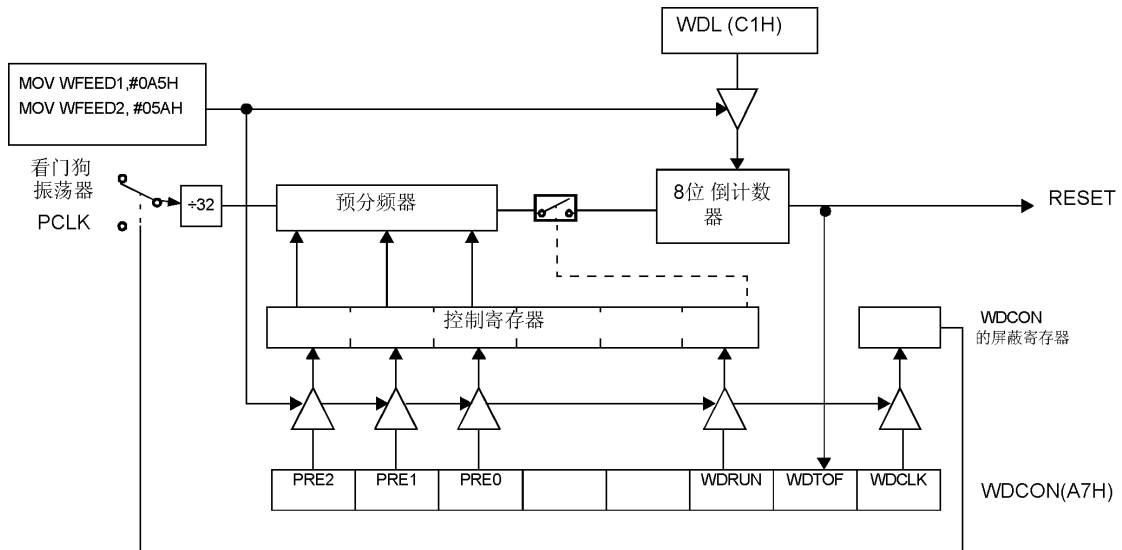 WDL (C1H)
MOV WFEED1,#0A5H
MOV WFEED2, #05AH
看门狗
振荡器
PCLK
÷32
预分频器
8位 倒计数
器
RESET
控制寄存器
WDCON
的屏蔽寄存器
PRE2
PRE1
PRE0
WDRUN
WDTOF
WDCLK
WDCON(A7H)